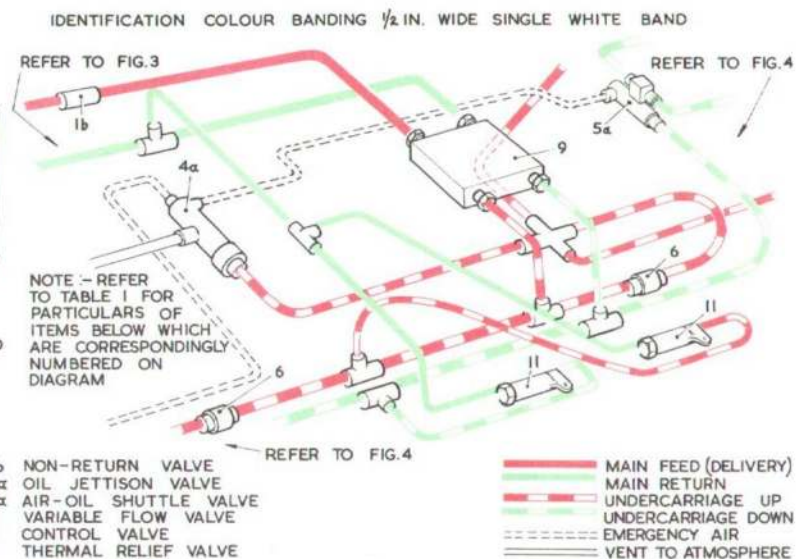 IDENTIFICATION COLOUR BANDING 1/2 IN. WIDE SINGLE WHITE BAND
REFER TO FIG.3
REFER TO FIG.4
1b
5a
9
4a
6
11
NOTE :- REFER
TO TABLE I FOR
PARTICULARS OF
ITEMS BELOW WHICH
ARE CORRESPONDINGLY
NUMBERED ON
DIAGRAM
11
6
REFER TO FIG.4
NON-RETURN VALVE
OIL JETTISON VALVE
AIR-OIL SHUTTLE VALVE
VARIABLE FLOW VALVE
CONTROL VALVE
THERMAL RELIEF VALVE
MAIN FEED (DELIVERY)
MAIN RETURN
UNDERCARRIAGE UP
UNDERCARRIAGE DOWN
EMERGENCY AIR
VENT TO ATMOSPHERE